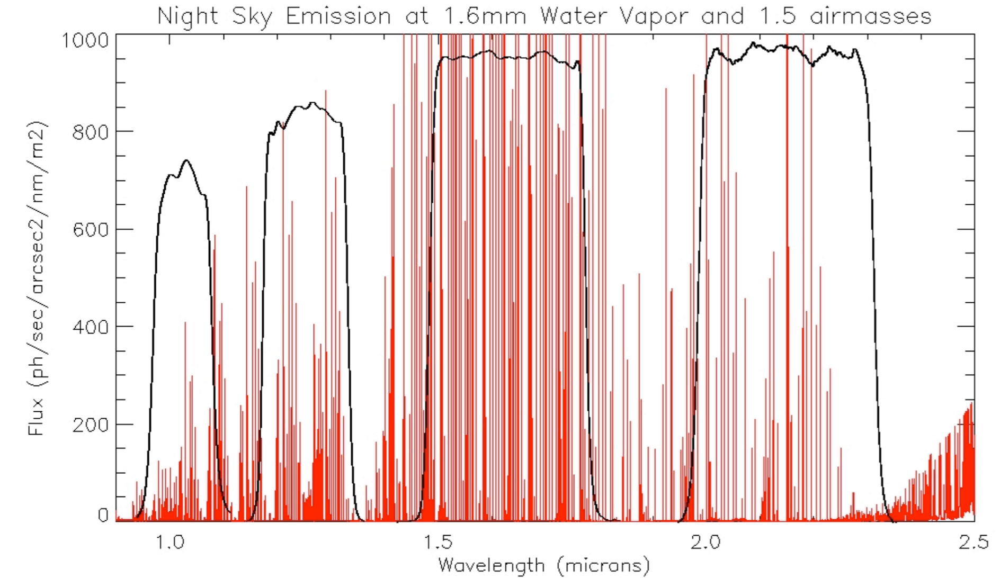 Night Sky Emission at 1.6mm Water Vapor and 1.5 airmasses
1000
800
600
400
200
0
Flux (ph/sec/arcsec2/nm/m2)
1.0 1.5 2.0 2.5
Wavelength (microns)